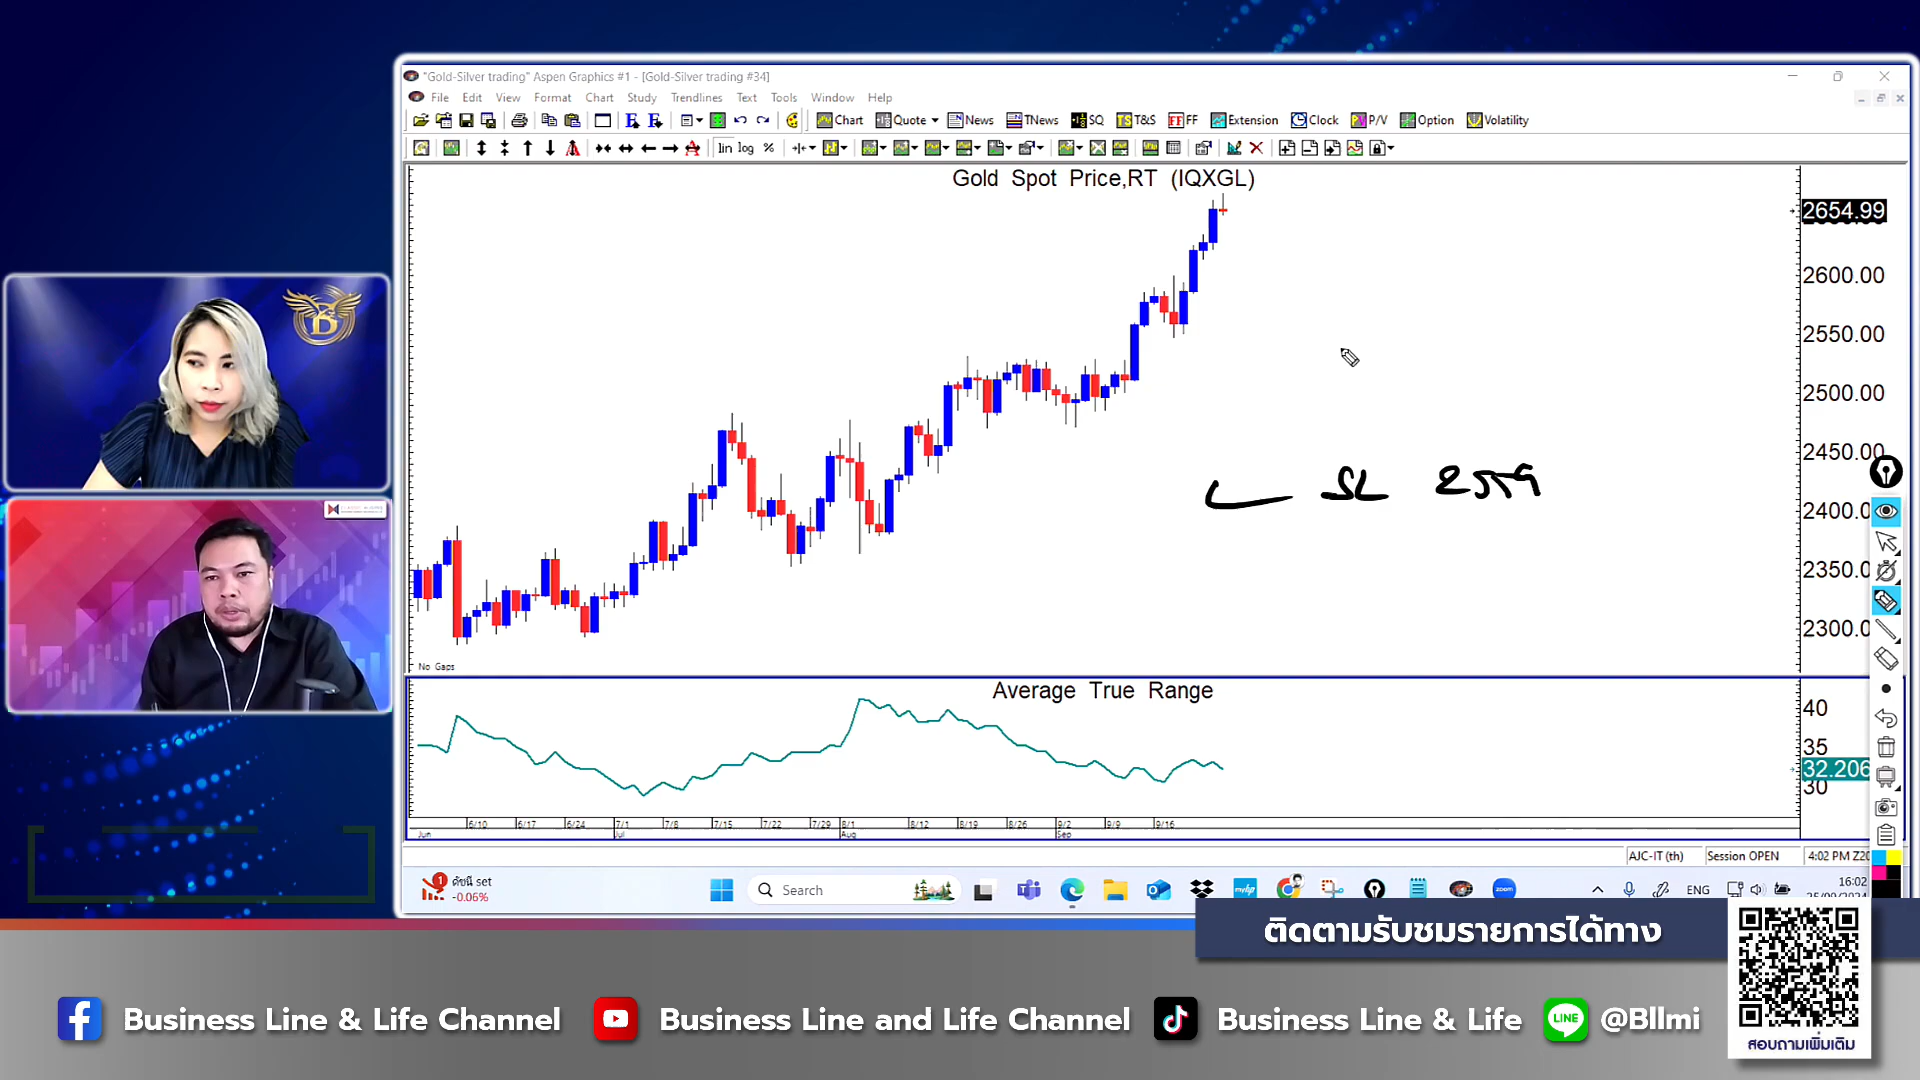 "Gold-Silver trading" Aspen Graphics #1 - [Gold-Silver trading #34]
File Edit View Format Chart Study Trendlines Text Tools Window Help
Chart Quote News TNews SQ T&S FF Extension Clock P/V Option Volatility
lin log %
Gold Spot Price,RT (IQXGL)
2654.99
2600.00
2550.00
2500.00
2450.00
2400.0
2350.0
2300.0
SL 2559
No Gaps
Average True Range
40
35
32.206
30
6/10 6/17 6/24 7/1 7/8 7/15 7/22 7/29 8/1 8/12 8/19 8/26 9/2 9/9 9/16
Jun Jul Aug Sep
AJC-IT (th) Session OPEN 4:02 PM Z20
1 ดัชนี set
-0.06%
Search
myhp
zoom
ENG
16:02
ติดตามรับชมรายการได้ทาง
Business Line & Life Channel
Business Line and Life Channel
Business Line & Life
LINE
@Bllmi
สอบถามเพิ่มเติม